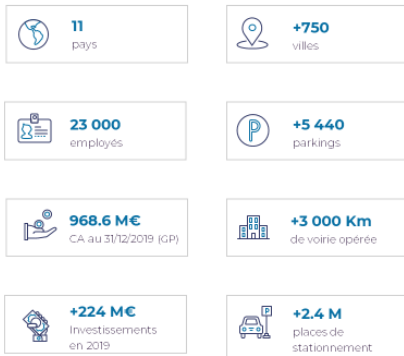 11
pays
+750
villes
23 000
employés
+5 440
parkings
P
968.6 M€
CA au 31/12/2019 (GP)
+3 000 Km
de voirie opérée
+224 M€
Investissements
en 2019
P
+2.4 M
places de
stationnement